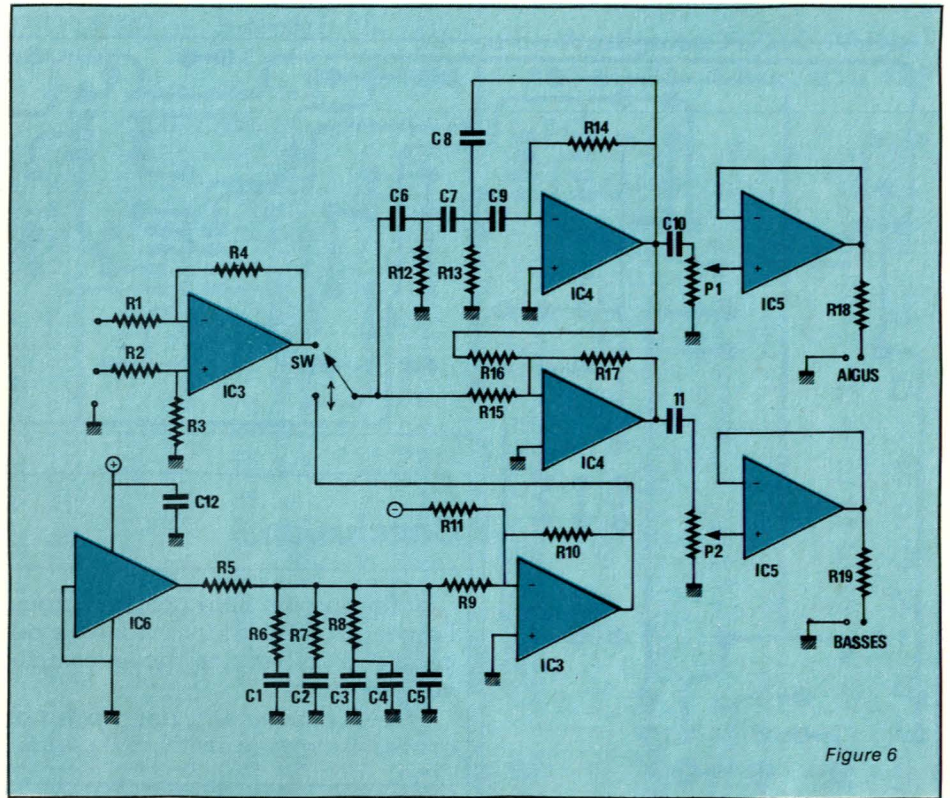 C8
R14
C6
C7
C9
R12
R13
IC4
C10
P1
IC5
R18
AIGUS
R4
R1
R2
IC3
R3
SW
R16
R17
R15
IC4
11
P2
IC5
R19
BASSES
C12
IC6
R5
R11
R10
R9
IC3
R6
R7
R8
C1
C2
C3
C4
C5
Figure 6